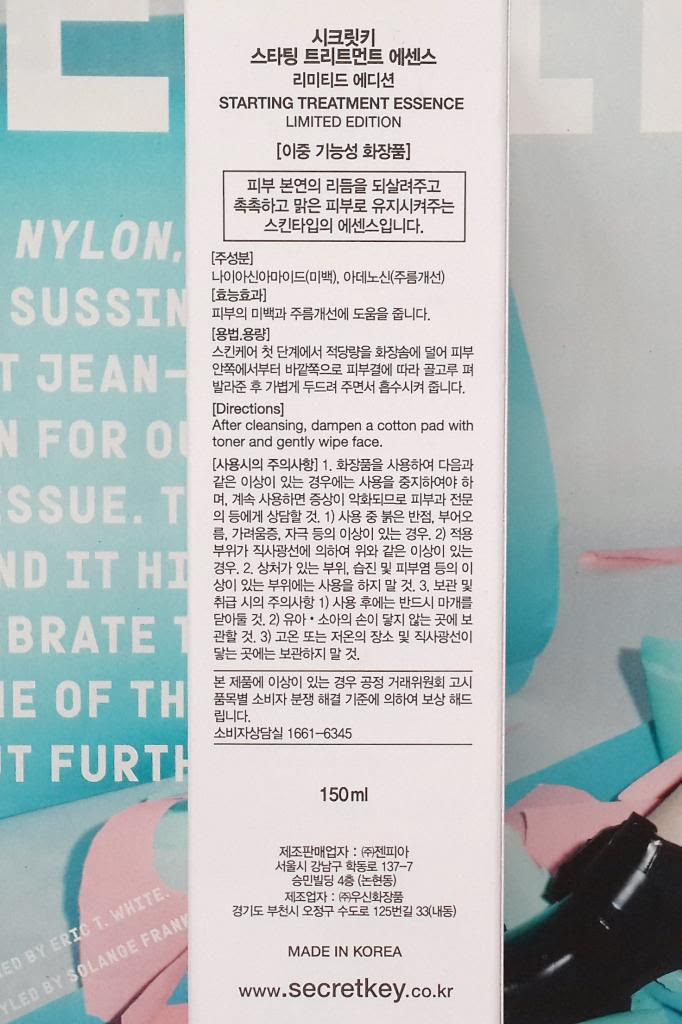 시크릿키
스타팅 트리트먼트 에센스
리미티드 에디션
STARTING TREATMENT ESSENCE
LIMITED EDITION
[이중 기능성 화장품]
피부 본연의 리듬을 되살려주고
촉촉하고 맑은 피부로 유지시켜주는
스킨타입의 에센스입니다.
[주성분]
나이아신아마이드(미백), 아데노신(주름개선)
[효능효과]
피부의 미백과 주름개선에 도움을 줍니다.
[용법.용량]
스킨케어 첫 단계에서 적당량을 화장솜에 덜어 피부
안쪽에서부터 바깥쪽으로 피부결에 따라 골고루 펴
발라준 후 가볍게 두드려 주면서 흡수시켜 줍니다.
[Directions]
After cleansing, dampen a cotton pad with
toner and gently wipe face.
[사용시의 주의사항] 1. 화장품을 사용하여 다음과
같은 이상이 있는 경우에는 사용을 중지하여야 하
며, 계속 사용하면 증상이 악화되므로 피부과 전문
의 등에게 상담할 것. 1) 사용 중 붉은 반점, 부어오
름, 가려움증, 자극 등의 이상이 있는 경우. 2) 적용
부위가 직사광선에 의하여 위와 같은 이상이 있는
경우. 2. 상처가 있는 부위, 습진 및 피부염 등의 이
상이 있는 부위에는 사용을 하지 말 것. 3. 보관 및
취급 시의 주의사항 1) 사용 후에는 반드시 마개를
닫아둘 것. 2) 유아 • 소아의 손이 닿지 않는 곳에 보
관할 것. 3) 고온 또는 저온의 장소 및 직사광선이
닿는 곳에는 보관하지 말 것.
본 제품에 이상이 있는 경우 공정 거래위원회 고시
품목별 소비자 분쟁 해결 기준에 의하여 보상 해드
립니다.
소비자상담실 1661-6345
150ml
제조판매업자 : ㈜젠피아
서울시 강남구 학동로 137-7
승민빌딩 4층 (논현동)
제조업자 : ㈜우신화장품
경기도 부천시 오정구 수도로 125번길 33(내동)
MADE IN KOREA
www.secretkey.co.kr
NYLON,
SUSSIN
T JEAN-
N FOR OU
ISSUE. T
ND IT HI
BRATE T
NE OF TH
UT FURTH
ED BY ERIC T. WHITE.
YLED BY SOLANGE FRANK